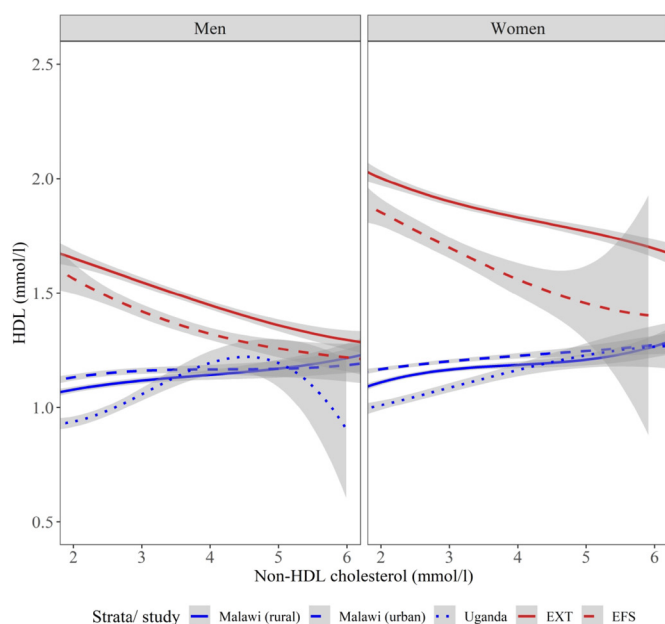 Men
Women
HDL (mmol/l)
2.5
2.0
1.5
1.0
0.5
2 3 4 5 6
2 3 4 5 6
Non-HDL cholesterol (mmol/l)
Strata/ study Malawi (rural) Malawi (urban) Uganda EXT EFS